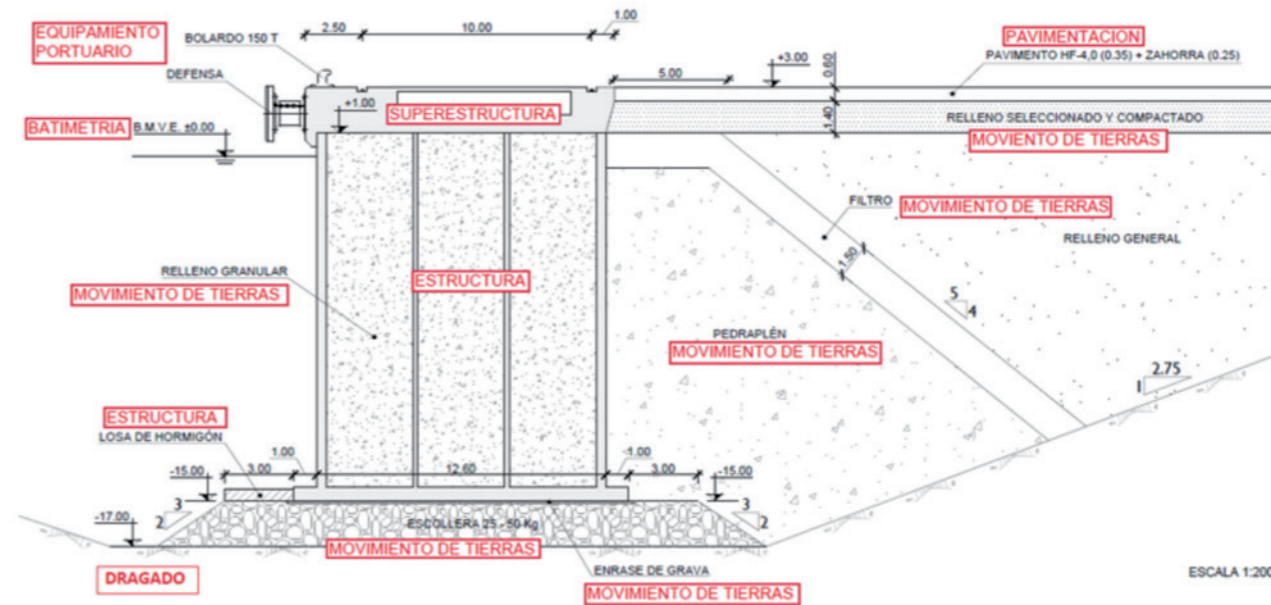 EQUIPAMIENTO
PORTUARIO
BOLARDO 150 T
DEFENSA
2.50
10.00
1.00
5.00
+3.00
0.60
1.40
PAVIMENTACION
PAVIMENTO HF-4,0 (0.35) + ZAHORRA (0.25)
BATIMETRIA
B.M.V.E. ±0.00
+1.00
SUPERESTRUCTURA
RELLENO SELECCIONADO Y COMPACTADO
MOVIENTO DE TIERRAS
FILTRO
MOVIMIENTO DE TIERRAS
1.50
RELLENO GENERAL
RELLENO GRANULAR
MOVIMIENTO DE TIERRAS
ESTRUCTURA
5
4
PEDRAPLÉN
MOVIMIENTO DE TIERRAS
2.75
1
ESTRUCTURA
LOSA DE HORMIGÓN
1.00
3.00
12.60
1.00
3.00
-15.00
-15.00
3
2
3
2
-17.00
ESCOLLERA 25 - 50 Kg
MOVIMIENTO DE TIERRAS
DRAGADO
ENRASE DE GRAVA
MOVIMIENTO DE TIERRAS
ESCALA 1:200